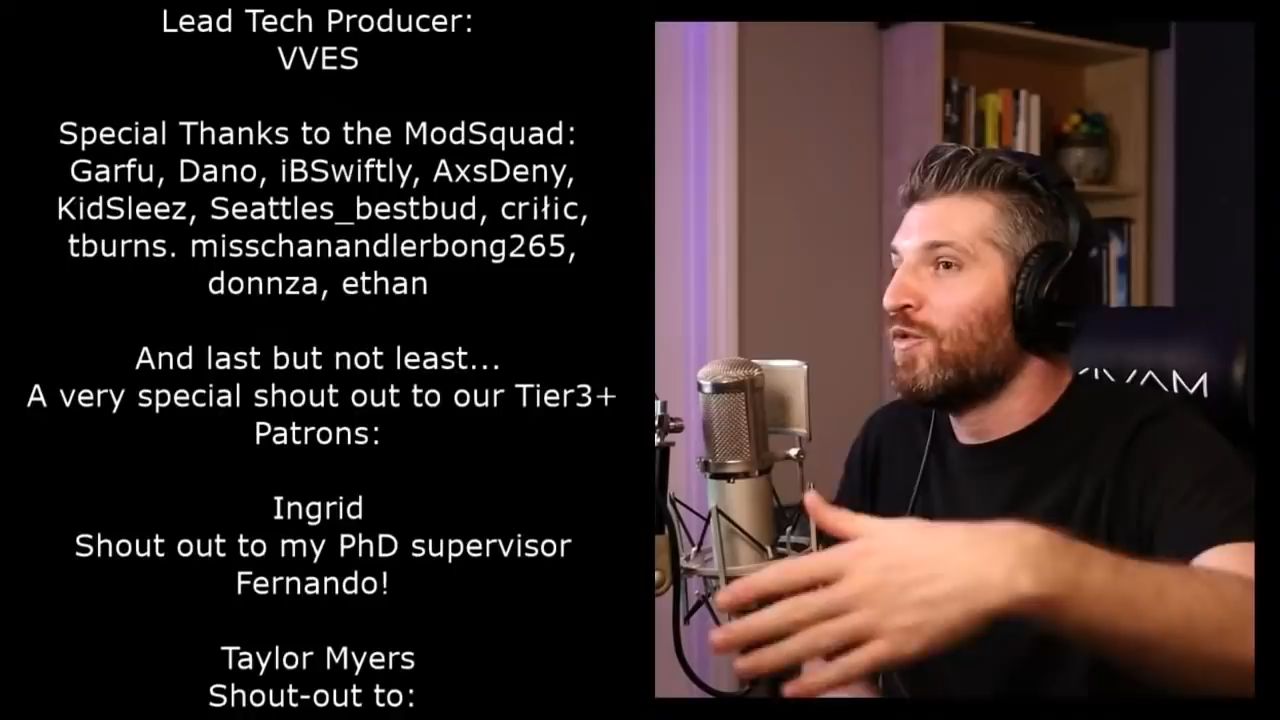 Lead Tech Producer:
VVES
Special Thanks to the ModSquad:
Garfu, Dano, iBSwiftly, AxsDeny,
KidSleez, Seattles_bestbud, criłic,
tburns. misschanandlerbong265,
donnza, ethan
And last but not least...
A very special shout out to our Tier3+
Patrons:
Ingrid
Shout out to my PhD supervisor
Fernando!
Taylor Myers
Shout-out to: